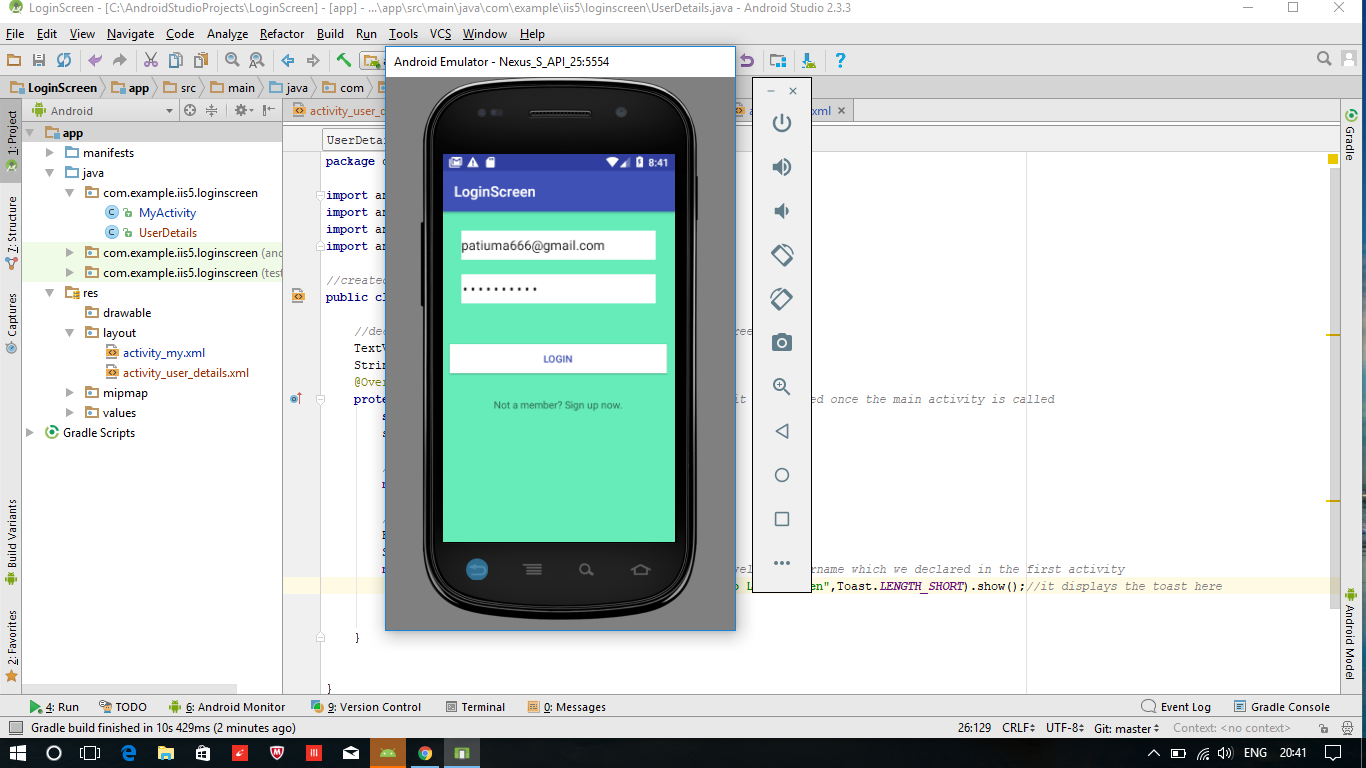 LoginScreen - [C:\AndroidStudioProjects\LoginScreen] - [app] - ...\app\src\main\java\com\example\iis5\loginscreen\UserDetails.java - Android Studio 2.3.3
File Edit View Navigate Code Analyze Refactor Build Run Tools VCS Window Help
Android Emulator - Nexus_S_API_25:5554
LoginScreen app src main java com
Android
activity_user_d
xml
1: Project
7: Structure
Captures
Build Variants
2: Favorites
app
manifests
java
com.example.iis5.loginscreen
MyActivity
UserDetails
com.example.iis5.loginscreen (and
com.example.iis5.loginscreen (test
res
drawable
layout
activity_my.xml
activity_user_details.xml
mipmap
values
Gradle Scripts
UserDetai
package c
import an
import an
import an
import an
//created
public cl
//dec
TextV
Strin
@Over
prote
it
ed once the main activity is called
rname which we declared in the first activity
en",Toast.LENGTH_SHORT).show();//it displays the toast here
}
}
8:41
LoginScreen
patiuma666@gmail.com
LOGIN
Not a member? Sign up now.
Gradle
Android Model
4: Run TODO 6: Android Monitor 9: Version Control Terminal 0: Messages Event Log Gradle Console
Gradle build finished in 10s 429ms (2 minutes ago) 26:129 CRLF UTF-8 Git: master Context: <no context>
ENG 20:41